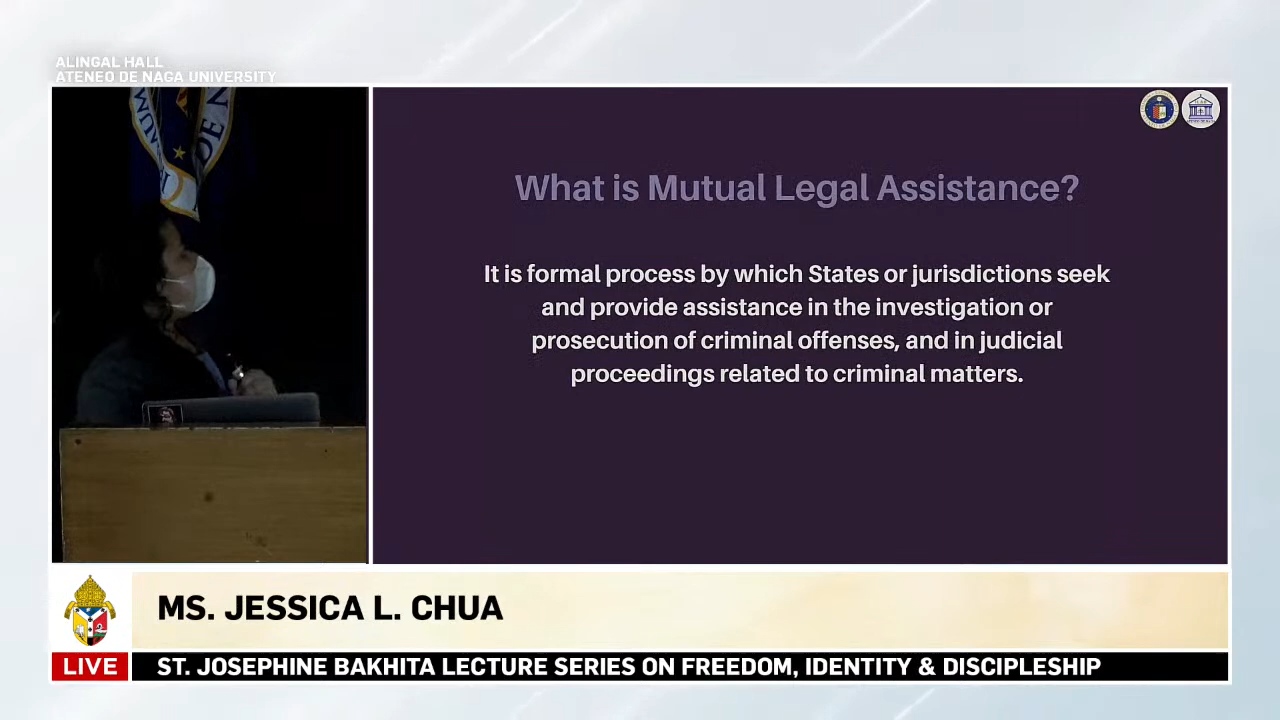 ALINGAL HALL
ATENEO DE NAGA UNIVERSITY
DE N
What is Mutual Legal Assistance?
It is formal process by which States or jurisdictions seek
and provide assistance in the investigation or
prosecution of criminal offenses, and in judicial
proceedings related to criminal matters.
MS. JESSICA L. CHUA
LIVE
ST. JOSEPHINE BAKHITA LECTURE SERIES ON FREEDOM, IDENTITY & DISCIPLESHIP